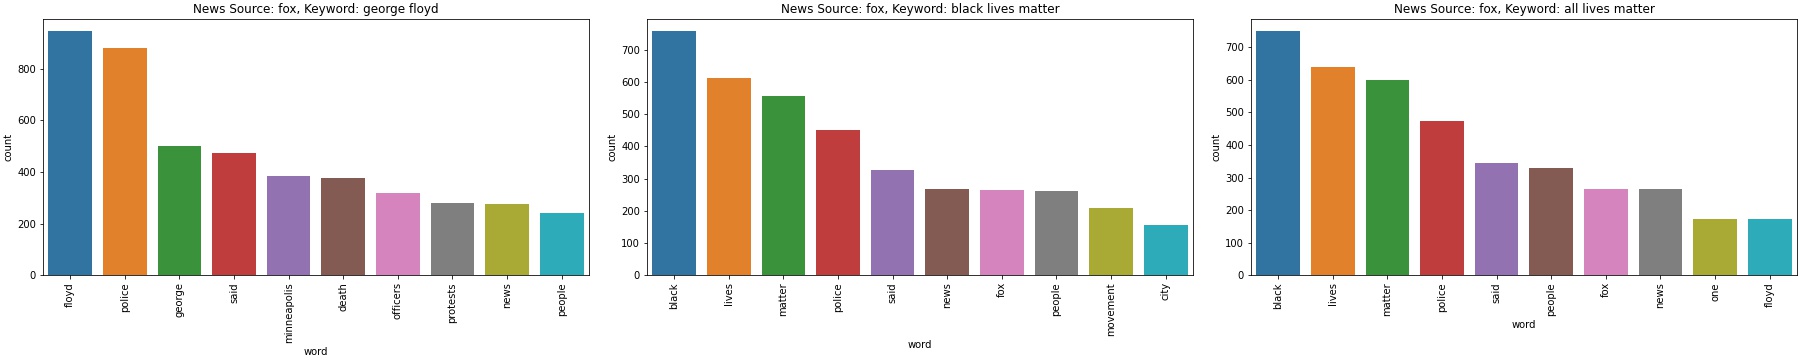 News Source: fox, Keyword: george floyd
count
800
600
400
200
0
floyd
police
george
said
minneapolis
death
officers
protests
news
people
word
News Source: fox, Keyword: black lives matter
count
700
600
500
400
300
200
100
0
black
lives
matter
police
said
news
fox
people
movement
city
word
News Source: fox, Keyword: all lives matter
count
700
600
500
400
300
200
100
0
black
lives
matter
police
said
people
fox
news
one
floyd
word